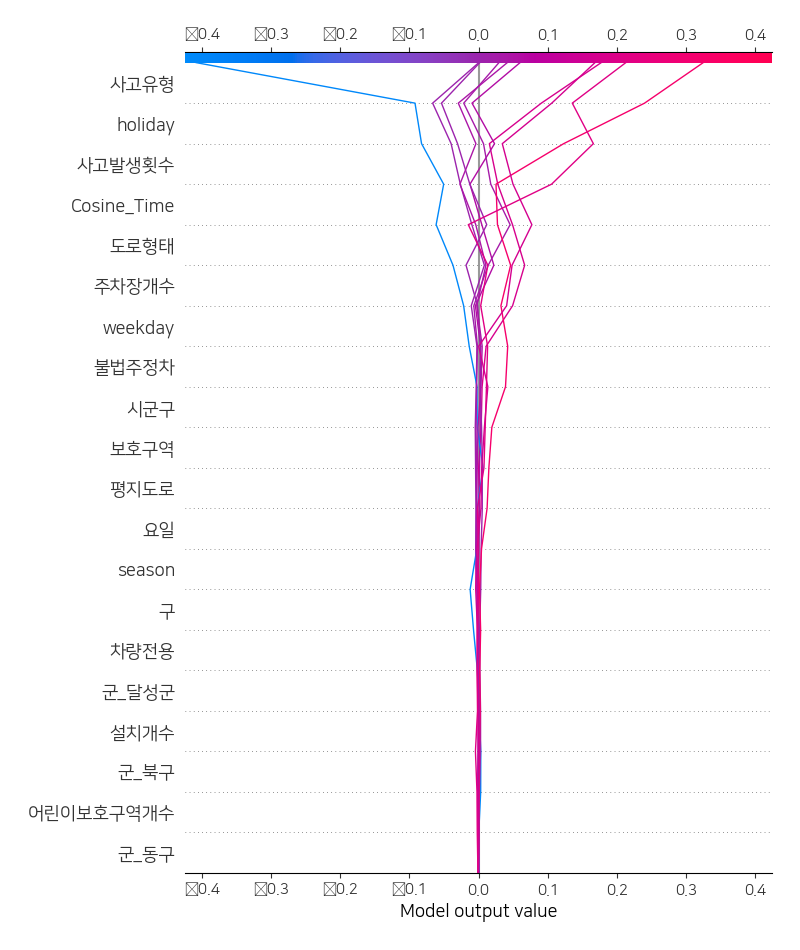 ▯0.4 ▯0.3 ▯0.2 ▯0.1 0.0 0.1 0.2 0.3 0.4
사고유형
holiday
사고발생횟수
Cosine_Time
도로형태
주차장개수
weekday
불법주정차
시군구
보호구역
평지도로
요일
season
구
차량전용
군_달성군
설치개수
군_북구
어린이보호구역개수
군_동구
▯0.4 ▯0.3 ▯0.2 ▯0.1 0.0 0.1 0.2 0.3 0.4
Model output value